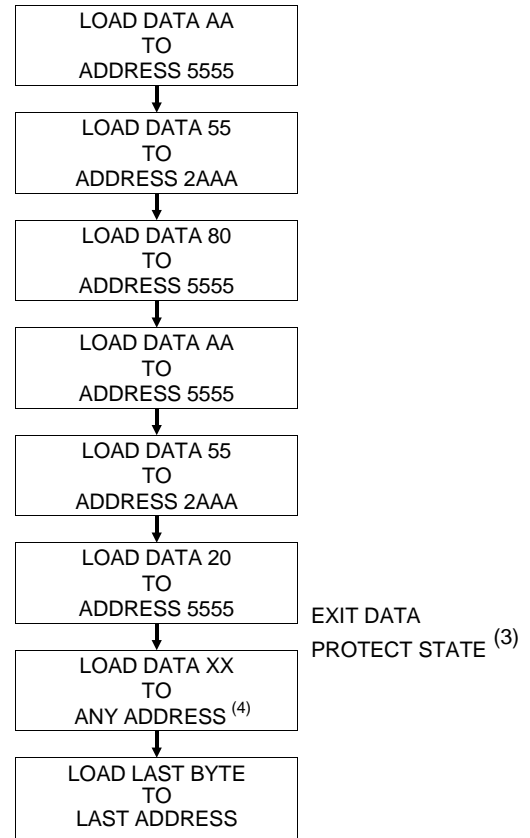 LOAD DATA AA
TO
ADDRESS 5555
LOAD DATA 55
TO
ADDRESS 2AAA
LOAD DATA 80
TO
ADDRESS 5555
LOAD DATA AA
TO
ADDRESS 5555
LOAD DATA 55
TO
ADDRESS 2AAA
LOAD DATA 20
TO
ADDRESS 5555
EXIT DATA
PROTECT STATE (3)
LOAD DATA XX
TO
ANY ADDRESS (4)
LOAD LAST BYTE
TO
LAST ADDRESS